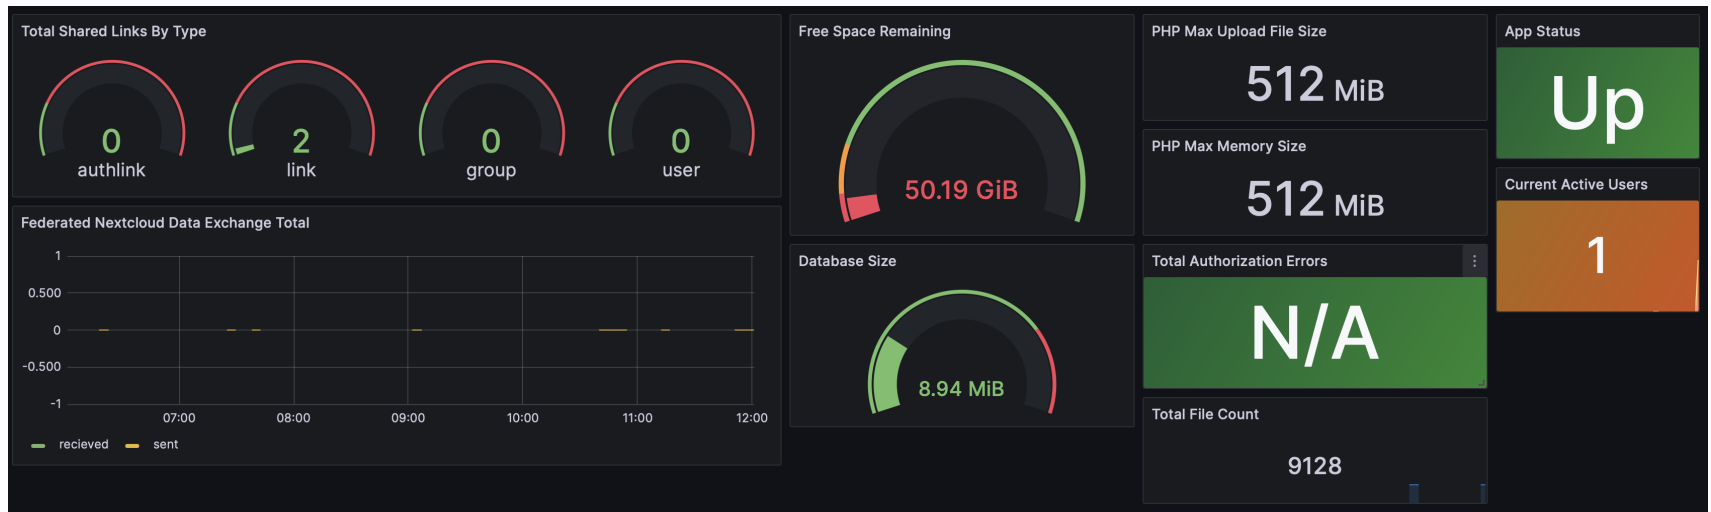 Total Shared Links By Type
0
authlink
2
link
0
group
0
user
Federated Nextcloud Data Exchange Total
1
0.500
0
-0.500
-1
07:00 08:00 09:00 10:00 11:00 12:00
recieved sent
Free Space Remaining
50.19 GiB
Database Size
8.94 MiB
PHP Max Upload File Size
512 MiB
PHP Max Memory Size
512 MiB
Total Authorization Errors
N/A
Total File Count
9128
App Status
Up
Current Active Users
1